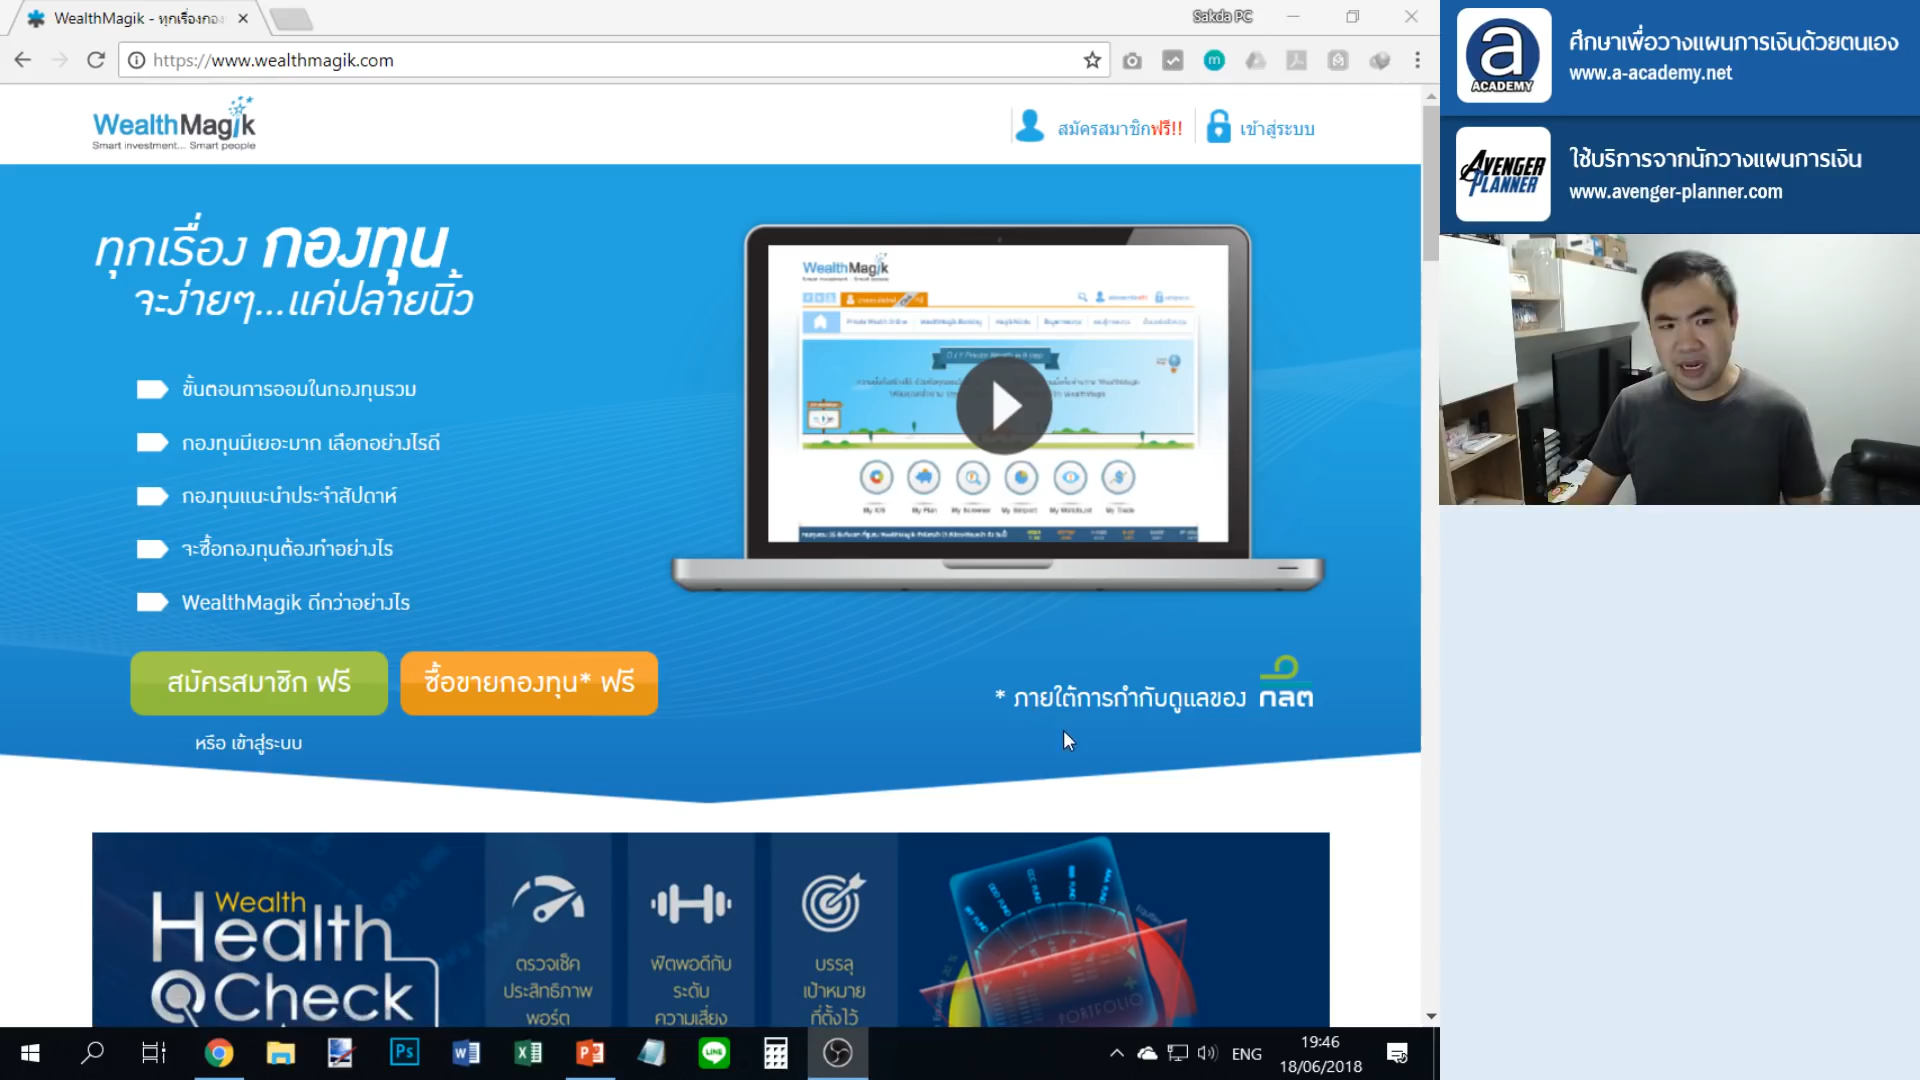 WealthMagik - ทุกเรื่องกอง
Sakda PC
https://www.wealthmagik.com
WealthMagik
Smart investment... Smart people
สมัครสมาชิกฟรี!!
เข้าสู่ระบบ
ทุกเรื่อง กองทุน
จะง่ายๆ...แค่ปลายนิ้ว
ขั้นตอนการออมในกองทุนรวม
กองทุนมีเยอะมาก เลือกอย่างไรดี
กองทุนแนะนำประจำสัปดาห์
จะซื้อกองทุนต้องทำอย่างไร
WealthMagik ดีกว่าอย่างไร
สมัครสมาชิก ฟรี
ซื้อขายกองทุน* ฟรี
หรือ เข้าสู่ระบบ
WealthMagik
* ภายใต้การกำกับดูแลของ กลต
Wealth
Health
Check
ตรวจเช็ค
ประสิทธิภาพ
พอร์ต
ฟิตพอดีกับ
ระดับ
ความเสี่ยง
บรรลุ
เป้าหมาย
ที่ตั้งไว้
PORTFOLIO
a
ACADEMY
ศึกษาเพื่อวางแผนการเงินด้วยตนเอง
www.a-academy.net
AVENGER
PLANNER
ใช้บริการจากนักวางแผนการเงิน
www.avenger-planner.com
Ps
LINE
ENG
19:46
18/06/2018